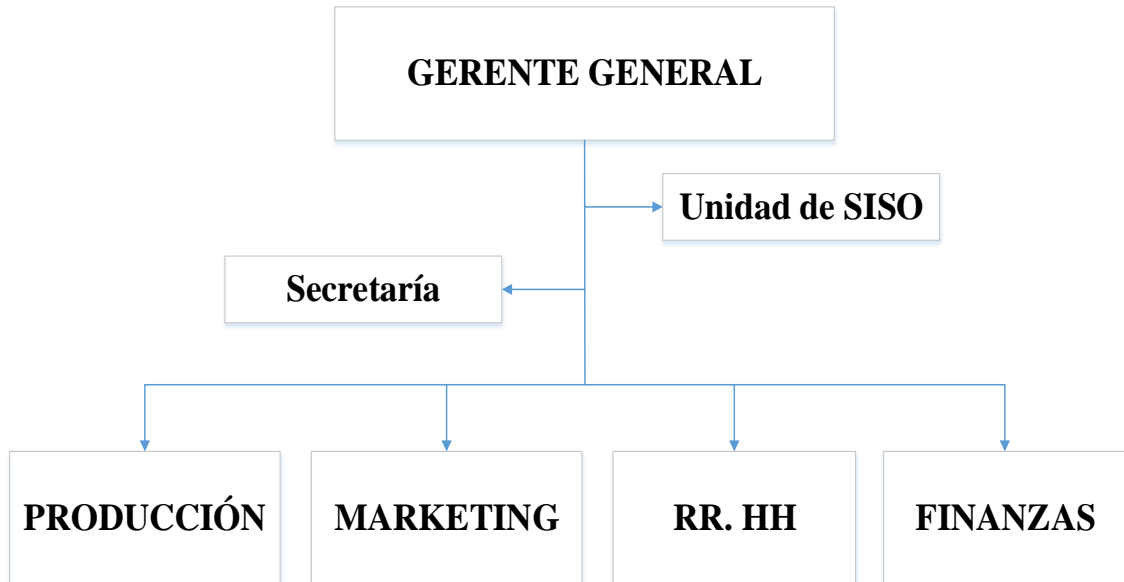 GERENTE GENERAL
Unidad de SISO
Secretaría
PRODUCCIÓN
MARKETING
RR. HH
FINANZAS